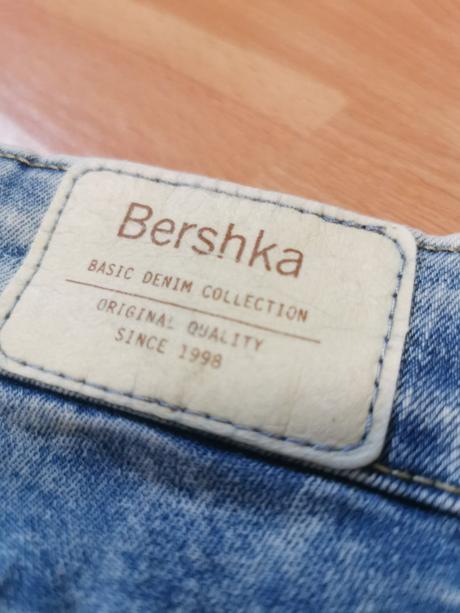 Bershka
BASIC DENIM COLLECTION
ORIGINAL QUALITY
SINCE 1998